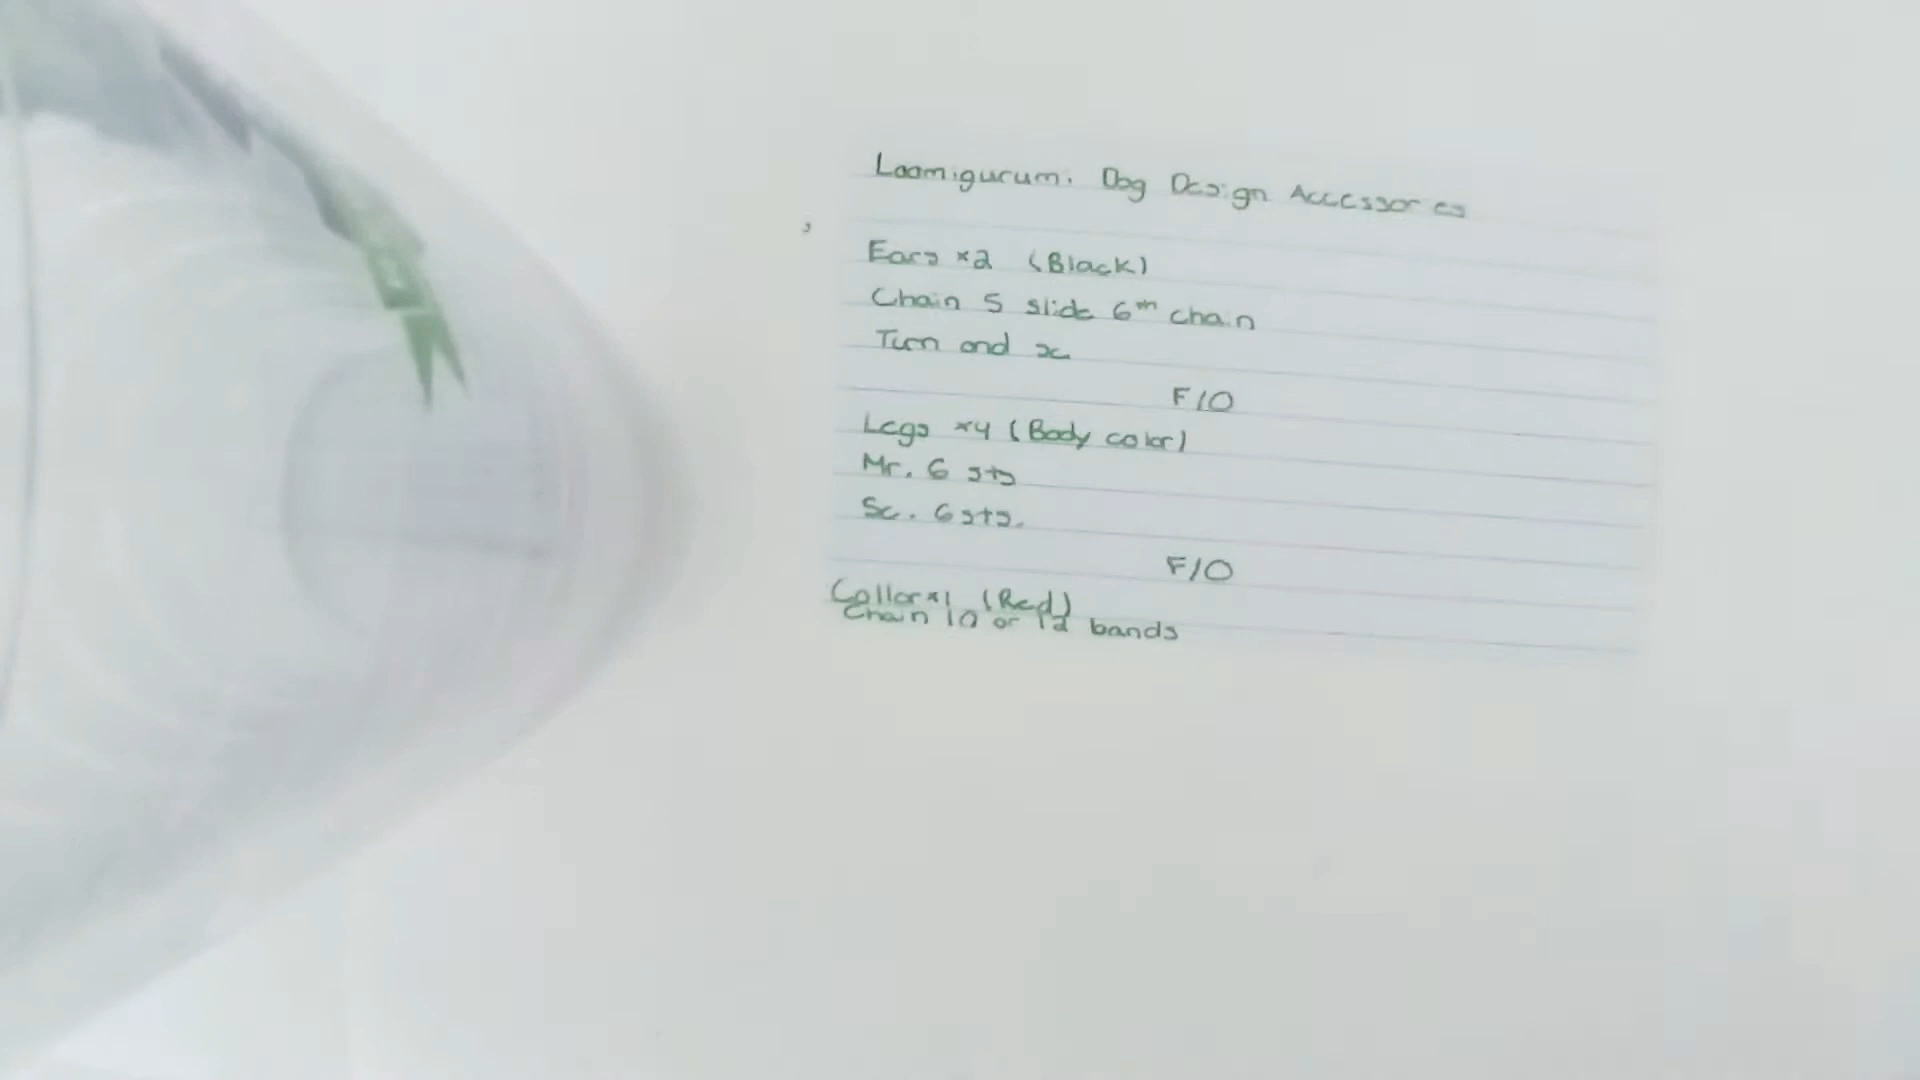 Loomigurumi Dog Design Accessories
Ears x2 (Black)
Chain 5 slide 6th chain
Turn and sc
F/O
Legs x4 (Body color)
Mr. 6 sts
Sc. 6 sts.
F/O
Collar x1 (Red)
Chain 10 or 12 bands